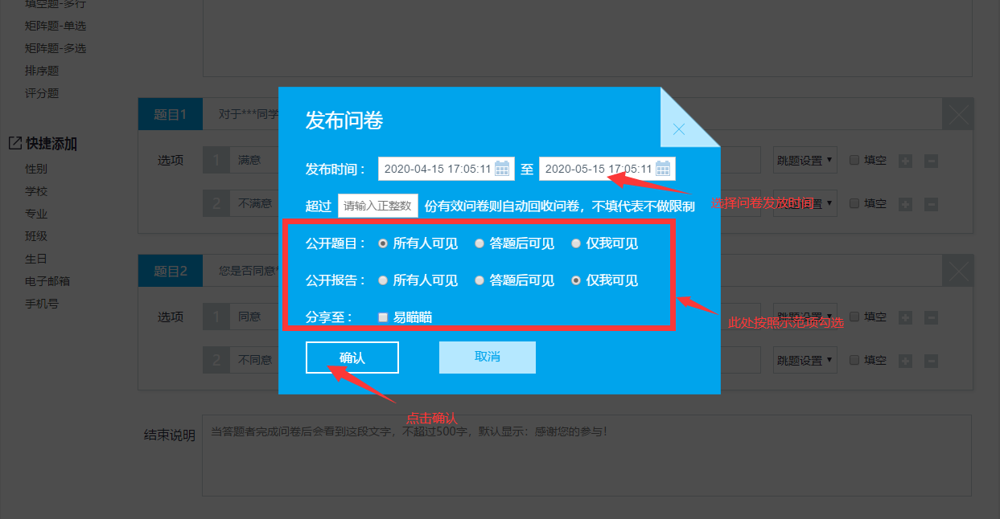 填空题-多行
矩阵题-单选
矩阵题-多选
排序题
评分题
快捷添加
性别
学校
专业
班级
生日
电子邮箱
手机号
题目1 对于***同学
选项 1 满意 跳题设置 填空
2 不满意 填空
题目2 您是否同意*
选项 1 同意 跳题设置 填空
2 不同意 跳题设置 填空
结束说明 当答题者完成问卷后会看到这段文字，不超过500字，默认显示：感谢您的参与！
发布问卷
发布时间： 2020-04-15 17:05:11 至 2020-05-15 17:05:11
选择问卷发放时间
超过 请输入正整数 份有效问卷则自动回收问卷，不填代表不做限制
公开题目： 所有人可见 答题后可见 仅我可见
公开报告： 所有人可见 答题后可见 仅我可见
分享至： 易瞄瞄
此处按照示范项勾选
确认 取消
点击确认